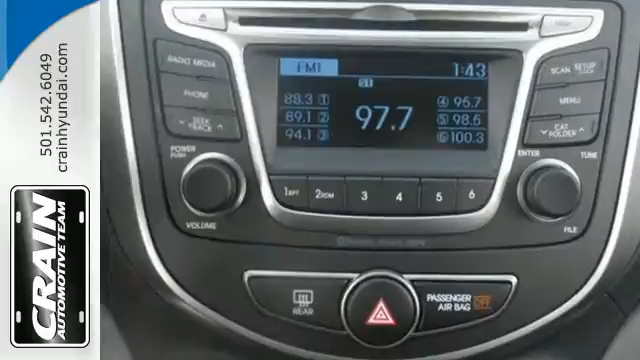 501.542.6049
crainhyundai.com
CRAIN
AUTOMOTIVE TEAM
RADIO MEDIA
PHONE
SEEK
TRACK
POWER
PUSH
VOLUME
FM1
1:43
ST
88.3 1
89.1 2
94.1 3
97.7
4 95.7
5 98.5
6 100.3
SCAN SETUP
MENU
CAT
FOLDER
ENTER
TUNE
FILE
1RPT
2RDM
3
4
5
6
REAR
PASSENGER
AIR BAG
OFF